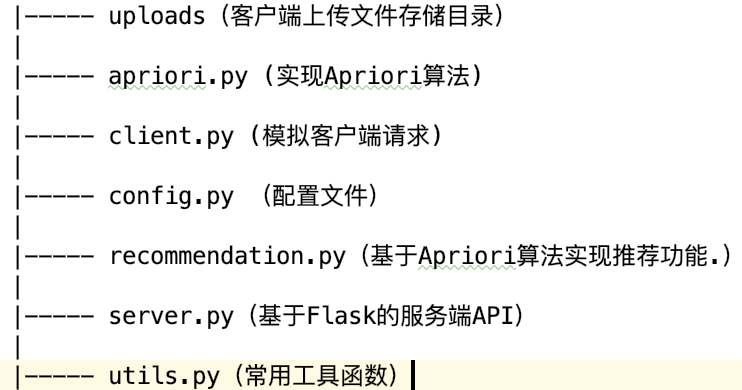 |----- uploads（客户端上传文件存储目录）
|
|----- apriori.py（实现Apriori算法）
|
|----- client.py（模拟客户端请求）
|
|----- config.py （配置文件）
|
|----- recommendation.py（基于Apriori算法实现推荐功能.）
|
|----- server.py（基于Flask的服务端API）
|
|----- utils.py（常用工具函数）